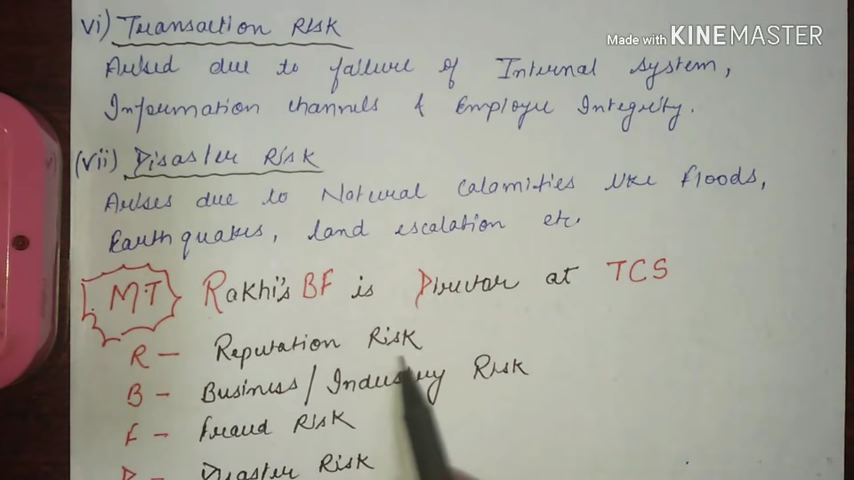 Made with KINEMASTER
vi) Transaction Risk
Arised due to failure of Internal system,
Information channels & Employee Integrity.
(vii) Disaster Risk
Arises due to Natural calamities like floods,
Earthquakes, land escalation etc.
MT Rakhi's BF is Director at TCS
R - Reputation Risk
B - Business/Industry Risk
F - Fraud Risk
D - Disaster Risk